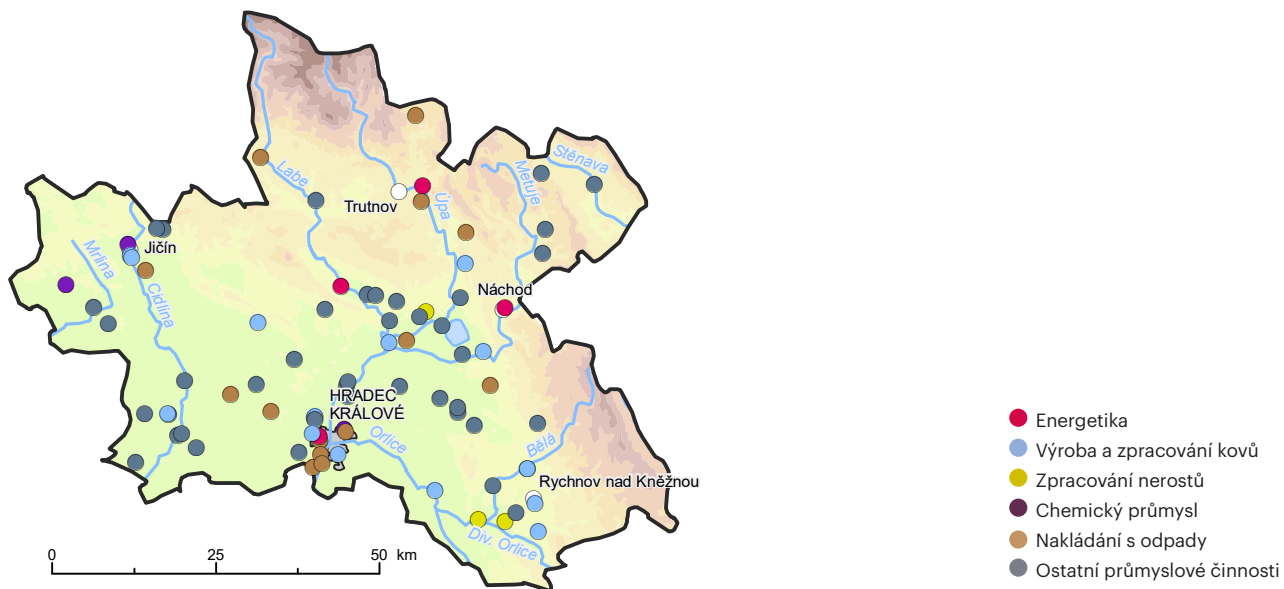 Stěnava
Metuje
Labe
Úpa
Trutnov
Jičín
Mrlina
Cidlina
Náchod
HRADEC
KRÁLOVÉ
Orlice
Bělá
Rychnov nad Kněžnou
Div. Orlice
0 25 50 km
Energetika
Výroba a zpracování kovů
Zpracování nerostů
Chemický průmysl
Nakládání s odpady
Ostatní průmyslové činnosti